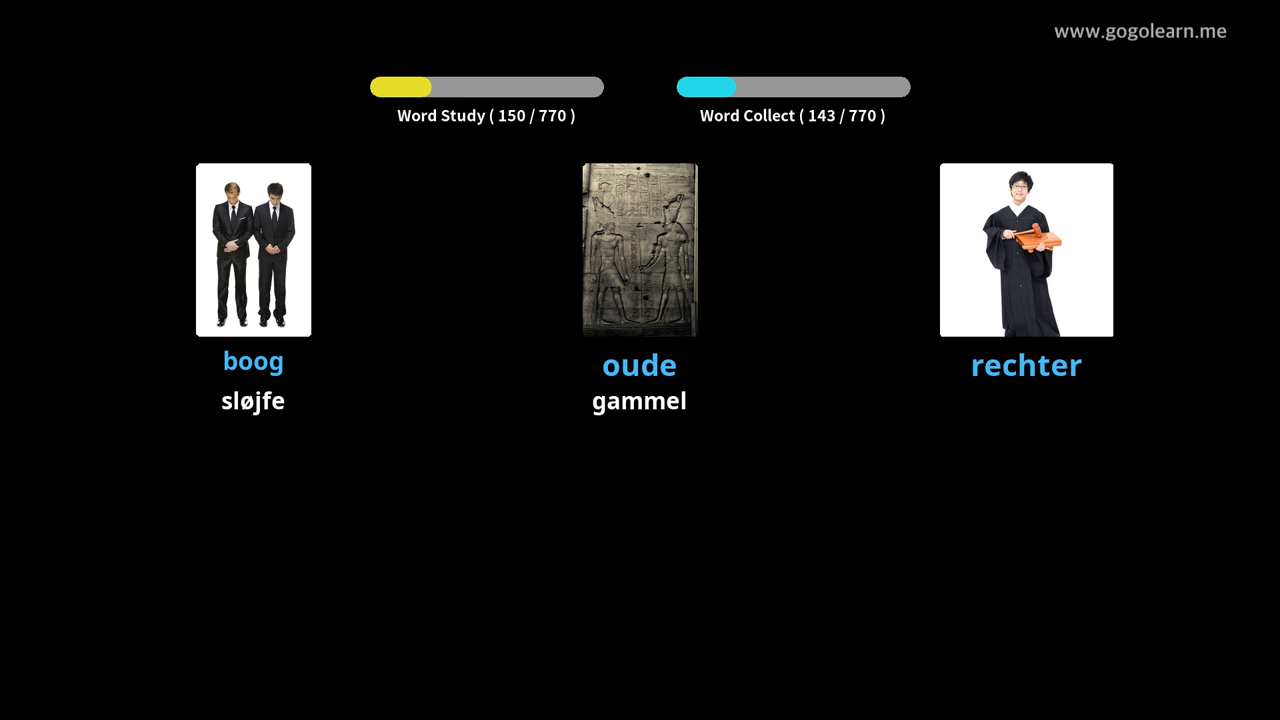 www.gogolearn.me
Word Study ( 150 / 770 )
Word Collect ( 143 / 770 )
boog
sløjfe
oude
gammel
rechter